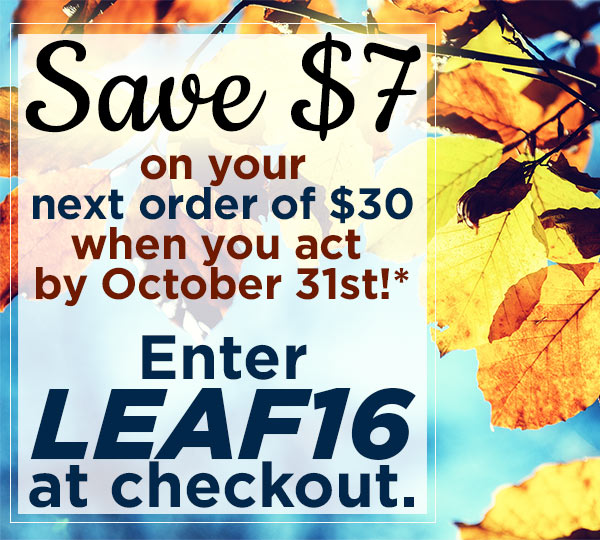 Save $7
on your
next order of $30
when you act
by October 31st!*
Enter
LEAF16
at checkout.